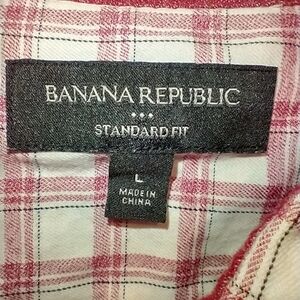 BANANA REPUBLIC
STANDARD FIT
L
MADE IN
CHINA